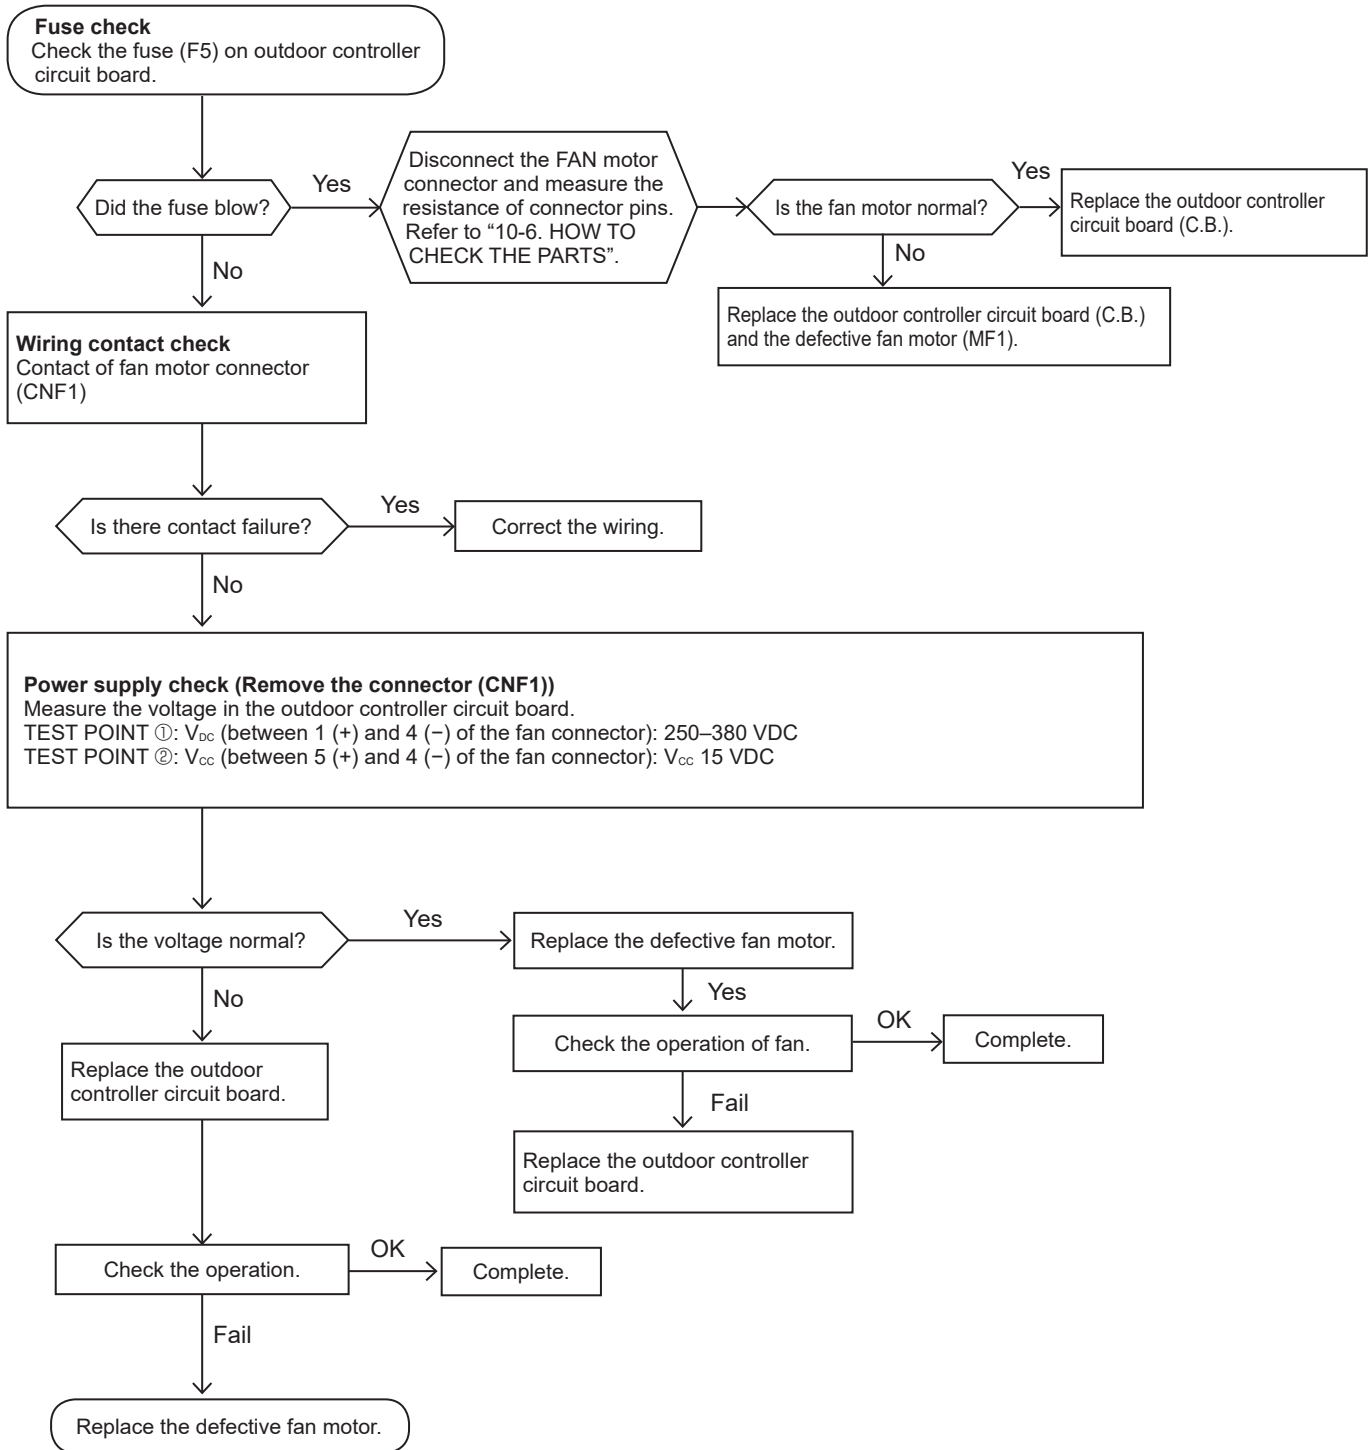 Fuse check
Check the fuse (F5) on outdoor controller
circuit board.
Did the fuse blow?
Yes
Disconnect the FAN motor
connector and measure the
resistance of connector pins.
Refer to “10-6. HOW TO
CHECK THE PARTS”.
Is the fan motor normal?
Yes
Replace the outdoor controller
circuit board (C.B.).
No
Replace the outdoor controller circuit board (C.B.)
and the defective fan motor (MF1).
No
Wiring contact check
Contact of fan motor connector
(CNF1)
Is there contact failure?
Yes
Correct the wiring.
No
Power supply check (Remove the connector (CNF1))
Measure the voltage in the outdoor controller circuit board.
TEST POINT ①: VDC (between 1 (+) and 4 (−) of the fan connector): 250–380 VDC
TEST POINT ②: VCC (between 5 (+) and 4 (−) of the fan connector): VCC 15 VDC
Is the voltage normal?
Yes
Replace the defective fan motor.
Yes
Check the operation of fan.
OK
Complete.
Fail
Replace the outdoor controller
circuit board.
No
Replace the outdoor
controller circuit board.
Check the operation.
OK
Complete.
Fail
Replace the defective fan motor.